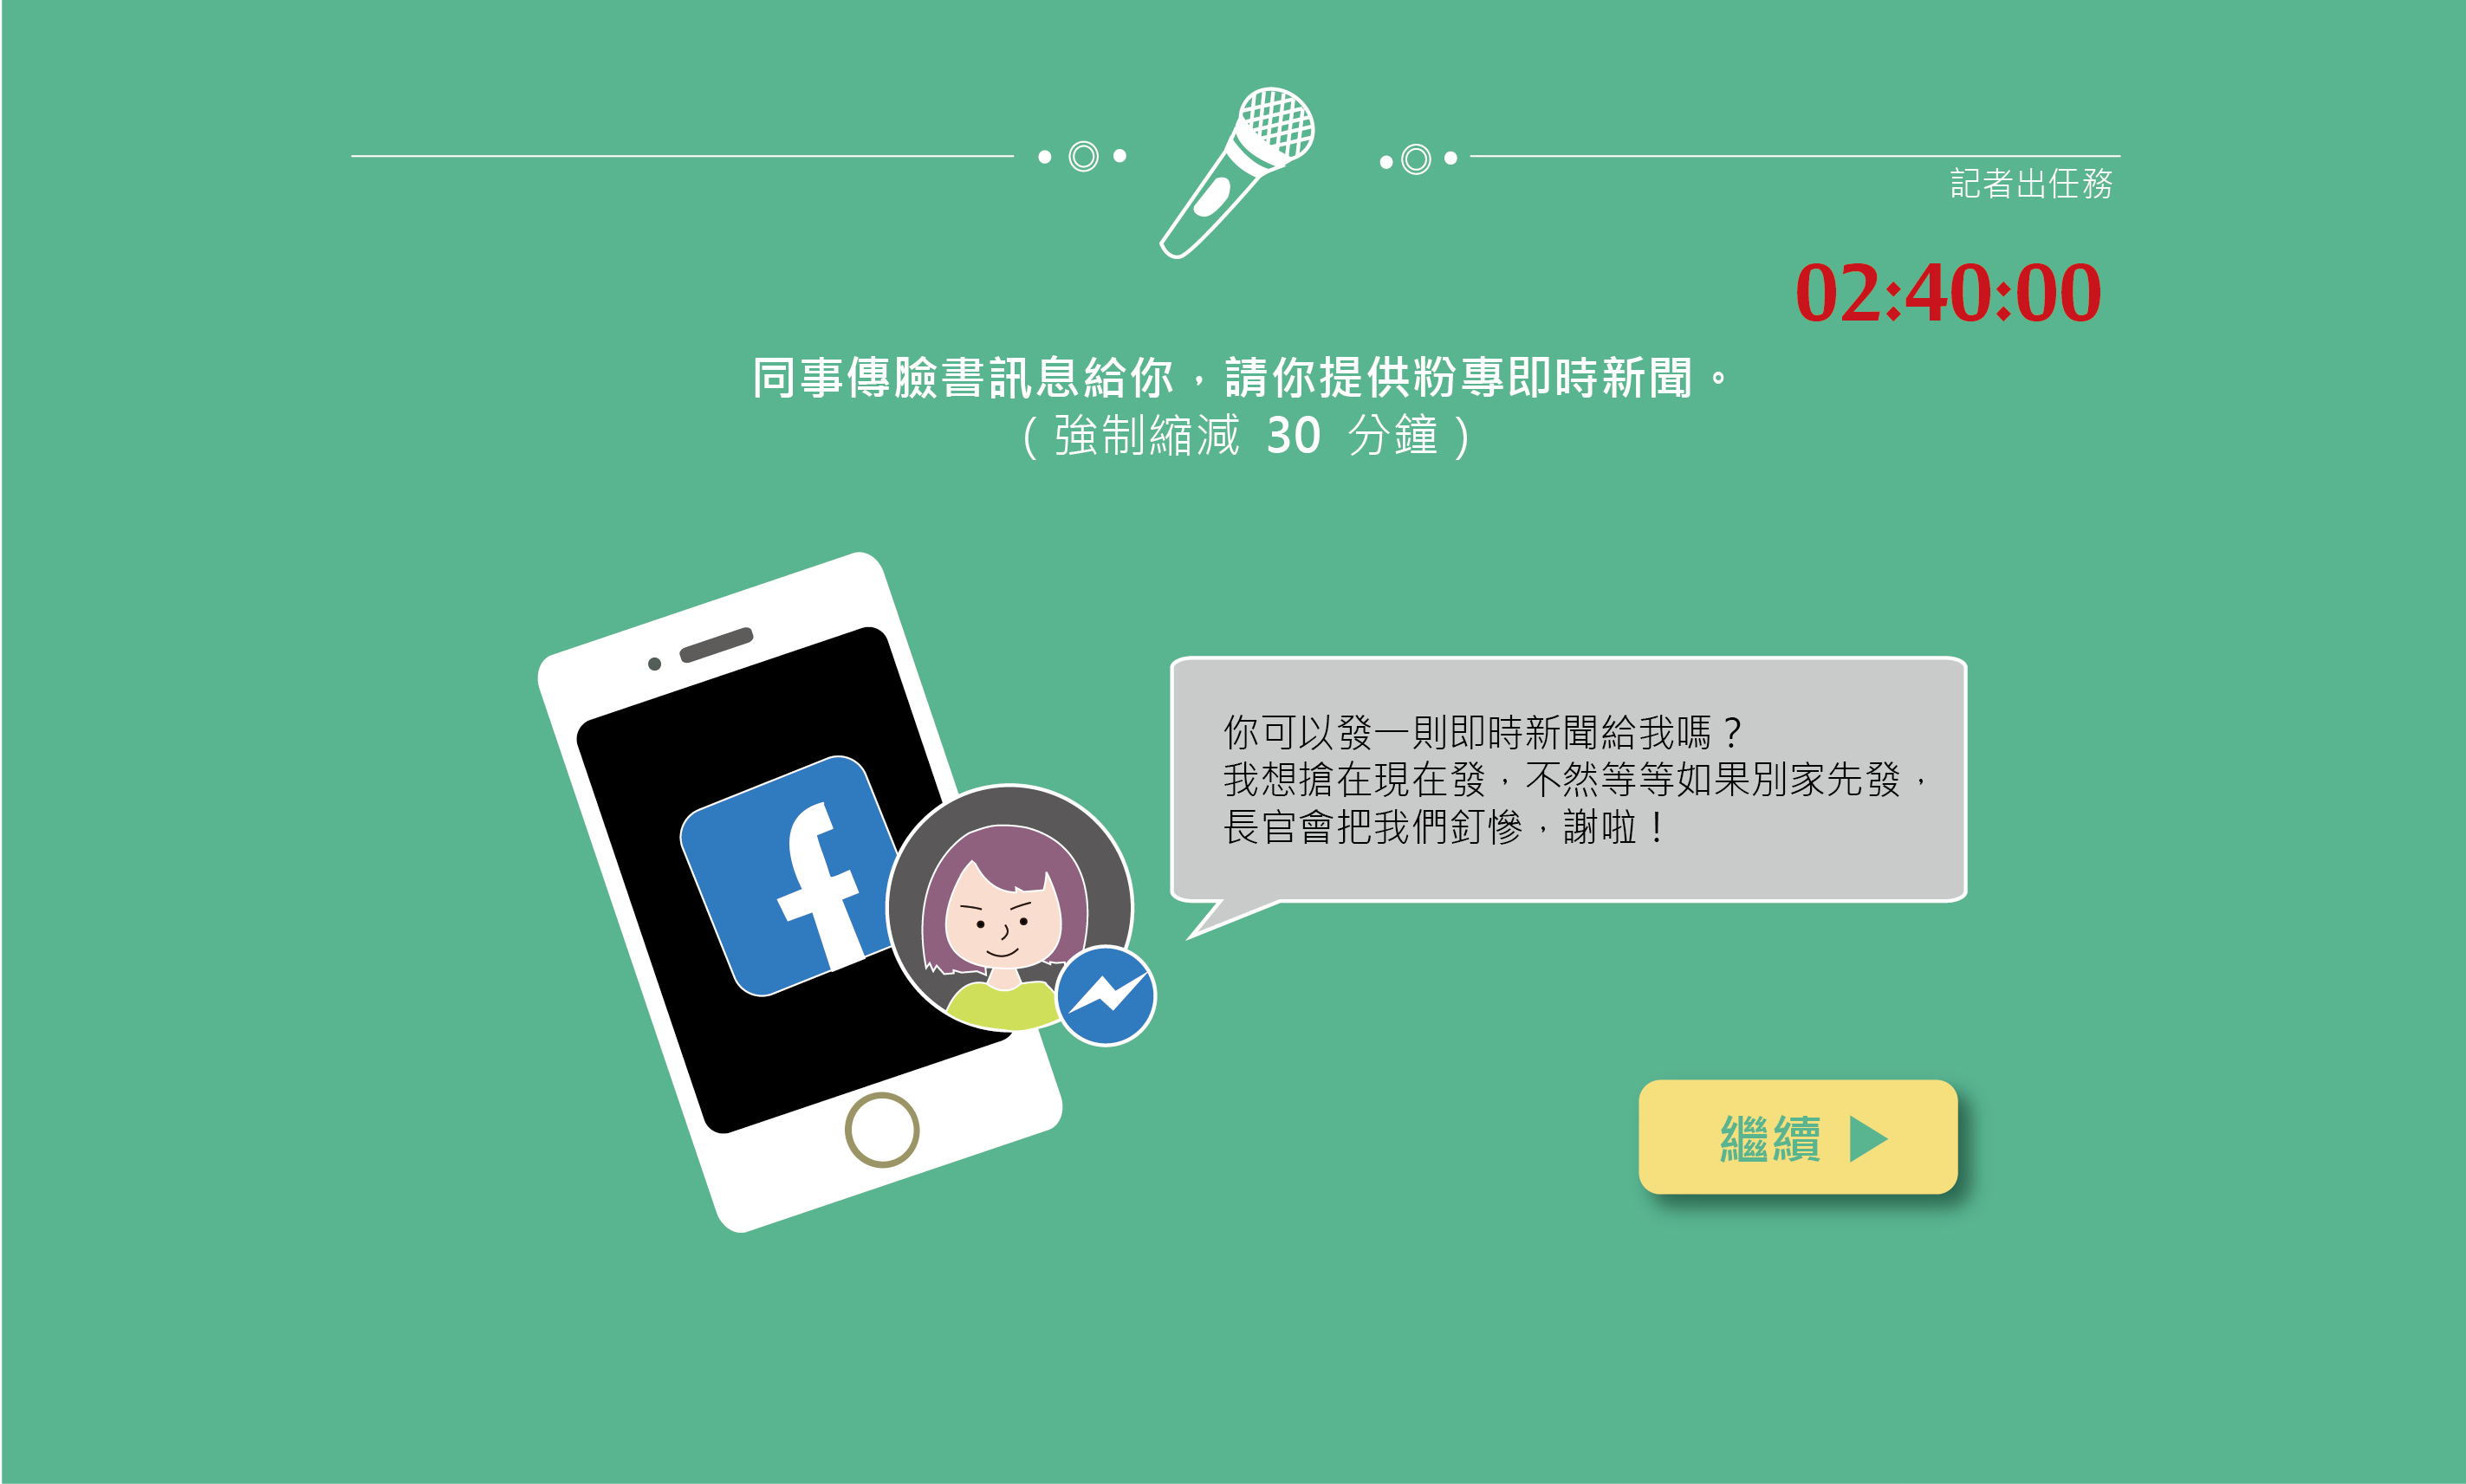 記者出任務
02:40:00
同事傳臉書訊息給你，請你提供粉專即時新聞。
（強制縮減 30 分鐘）
你可以發一則即時新聞給我嗎？
我想搶在現在發，不然等等如果別家先發，
長官會把我們釘慘，謝啦！
繼續